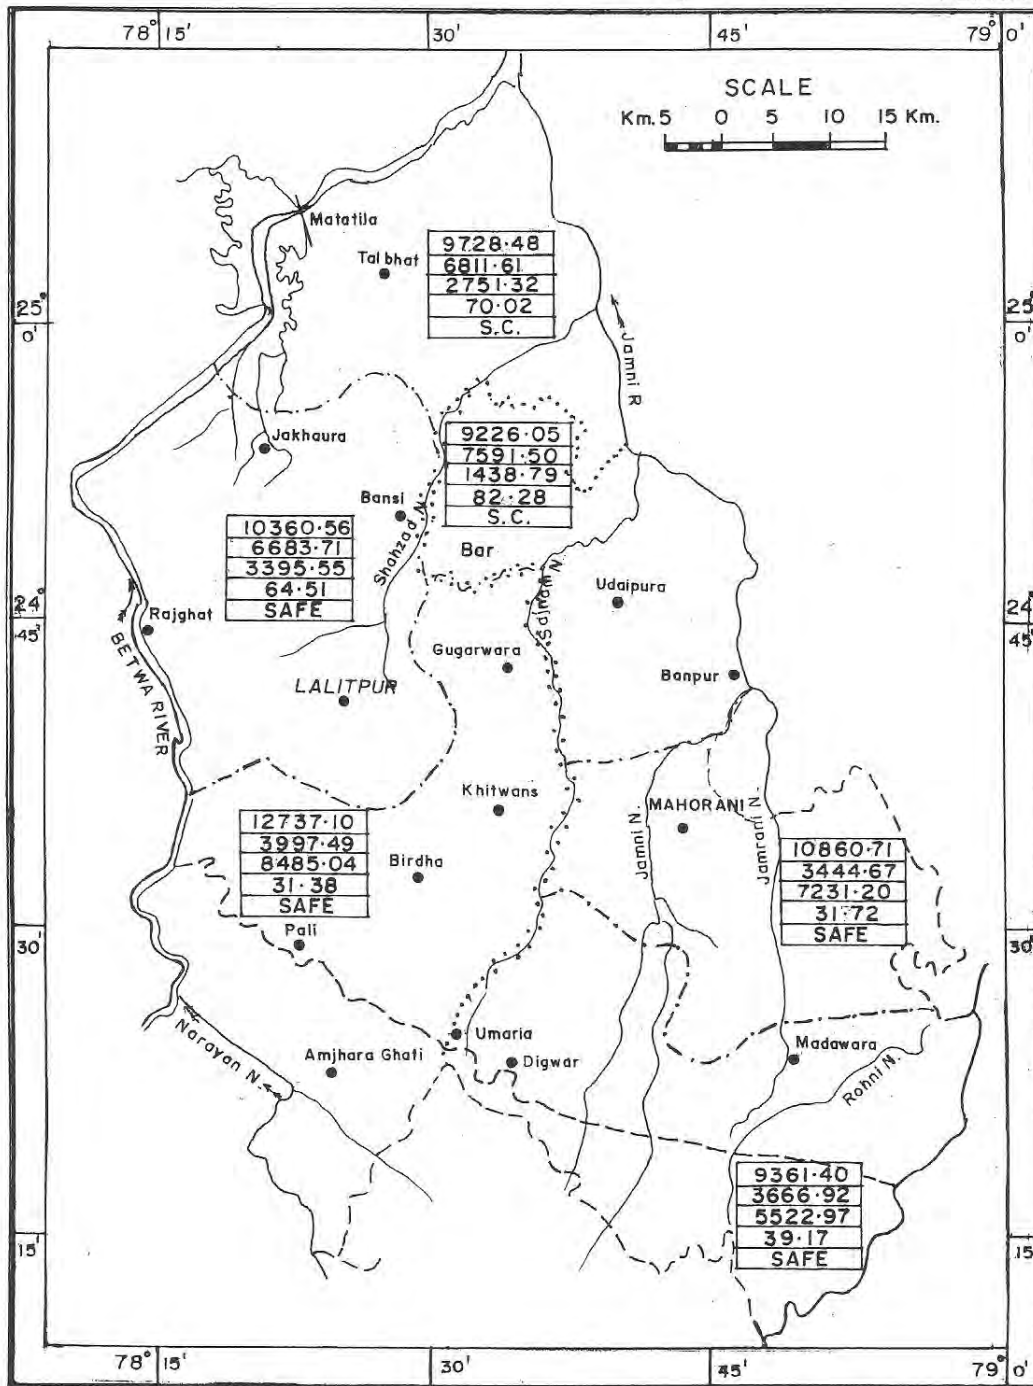 78° 15' 30' 45' 79° 0'
SCALE
Km. 5 0 5 10 15 Km.
Matatila
Talbhat
9728.48
6811.61
2751.32
70.02
S.C.
25° 0'
25° 0'
Jamni R
Jakhaura
9226.05
7591.50
1438.79
82.28
S.C.
Bansi
Shahzad N.
10360.56
6683.71
3395.55
64.51
SAFE
Bar
Sajnam N.
Udaipura
24° 45'
24° 45'
Rajghat
BETWA RIVER
Gugarwara
Banpur
LALITPUR
Khitwans
MAHORANI
Jamni N.
Jamrani N.
12737.10
3997.49
8485.04
31.38
SAFE
Birdha
10860.71
3444.67
7231.20
31.72
SAFE
Pali
30'
30'
Narayan N.
Umaria
Amjhara Ghati
Digwar
Madawara
Rohni N.
9361.40
3666.92
5522.97
39.17
SAFE
15'
15'
78° 15' 30' 45' 79° 0'